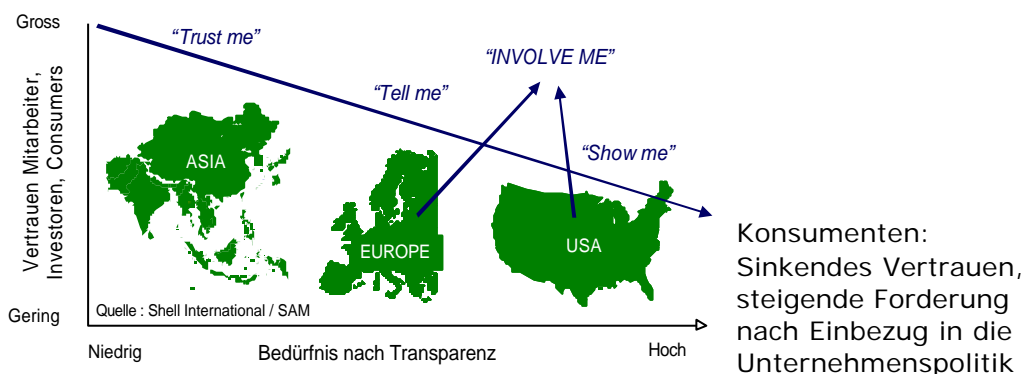 Gross
“Trust me”
“INVOLVE ME”
“Tell me”
“Show me”
Vertrauen Mitarbeiter,
Investoren, Consumers
ASIA
EUROPE
USA
Konsumenten:
Sinkendes Vertrauen,
steigende Forderung
nach Einbezug in die
Unternehmenspolitik
Quelle : Shell International / SAM
Gering
Niedrig
Bedürfnis nach Transparenz
Hoch